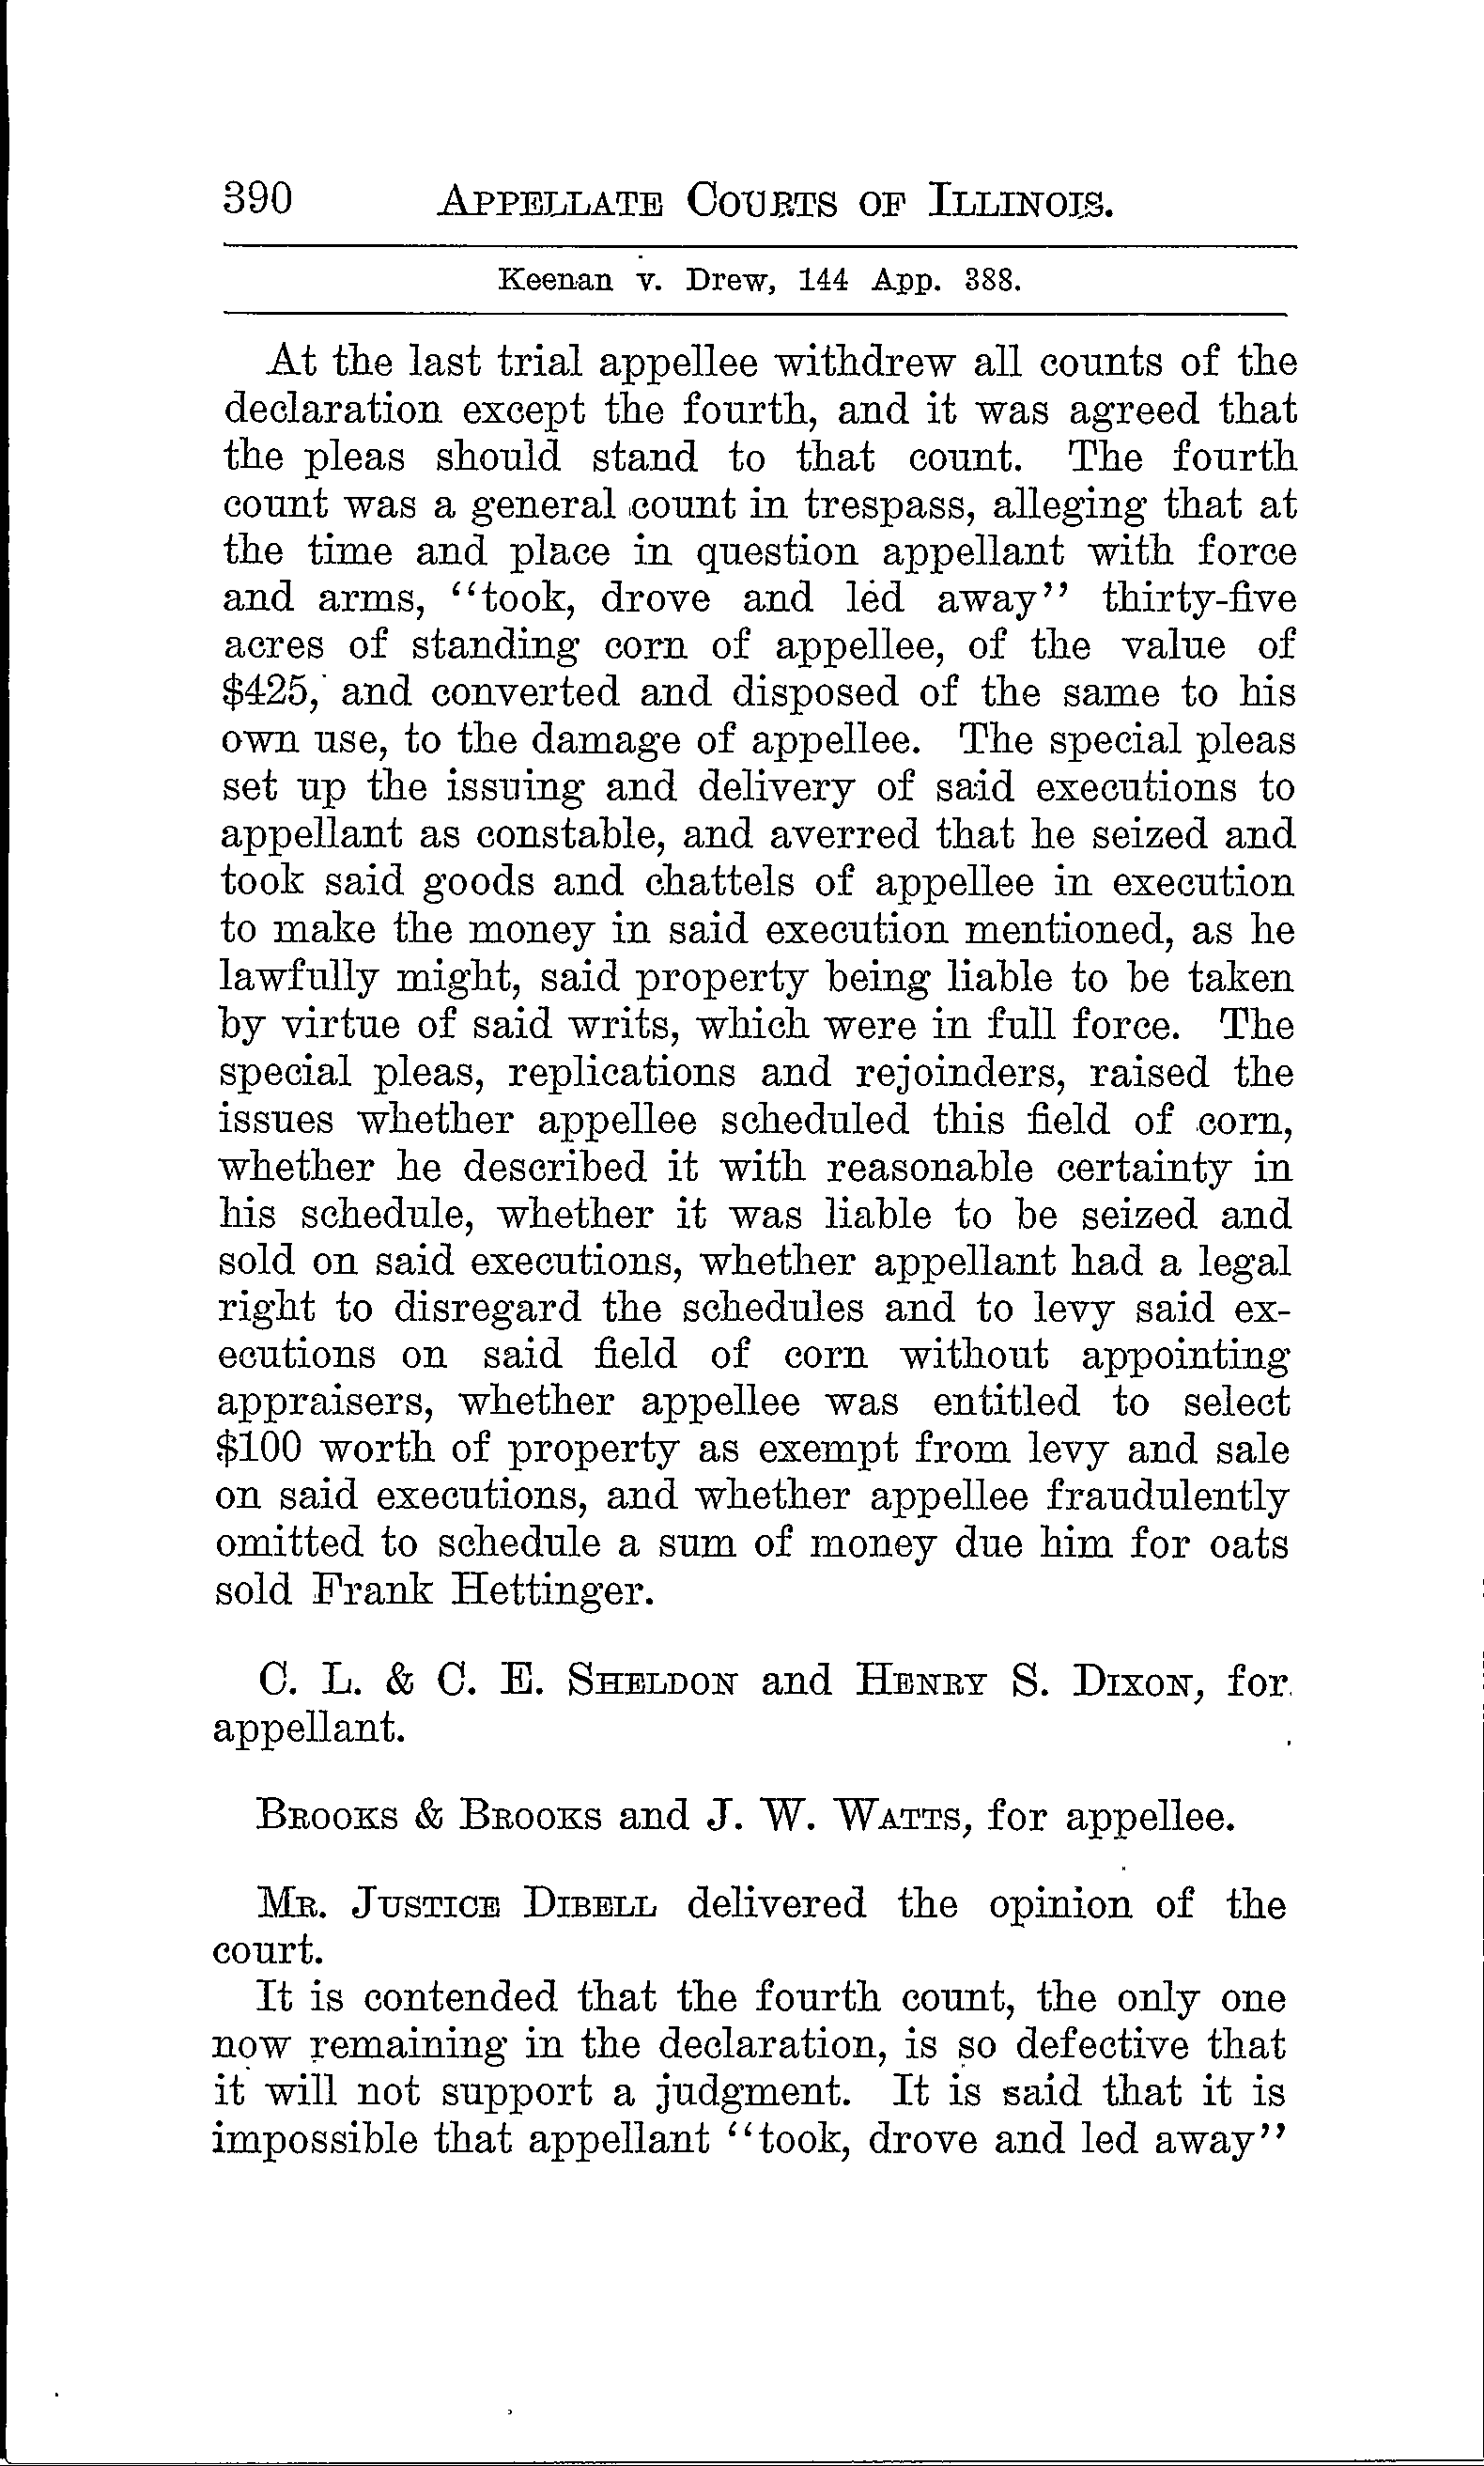 390 APPELLATE COURTS OF ILLINOIS.
Keenan v. Drew, 144 App. 388.
At the last trial appellee withdrew all counts of the
declaration except the fourth, and it was agreed that
the pleas should stand to that count. The fourth
count was a general count in trespass, alleging that at
the time and place in question appellant with force
and arms, “took, drove and led away” thirty-five
acres of standing corn of appellee, of the value of
$425, and converted and disposed of the same to his
own use, to the damage of appellee. The special pleas
set up the issuing and delivery of said executions to
appellant as constable, and averred that he seized and
took said goods and chattels of appellee in execution
to make the money in said execution mentioned, as he
lawfully might, said property being liable to be taken
by virtue of said writs, which were in full force. The
special pleas, replications and rejoinders, raised the
issues whether appellee scheduled this field of corn,
whether he described it with reasonable certainty in
his schedule, whether it was liable to be seized and
sold on said executions, whether appellant had a legal
right to disregard the schedules and to levy said ex-
ecutions on said field of corn without appointing
appraisers, whether appellee was entitled to select
$100 worth of property as exempt from levy and sale
on said executions, and whether appellee fraudulently
omitted to schedule a sum of money due him for oats
sold Frank Hettinger.
C. L. & C. E. SHELDON and HENRY S. DIXON, for
appellant.
BROOKS & BROOKS and J. W. WATTS, for appellee.
MR. JUSTICE DIBELL delivered the opinion of the
court.
It is contended that the fourth count, the only one
now remaining in the declaration, is so defective that
it will not support a judgment. It is said that it is
impossible that appellant “took, drove and led away”